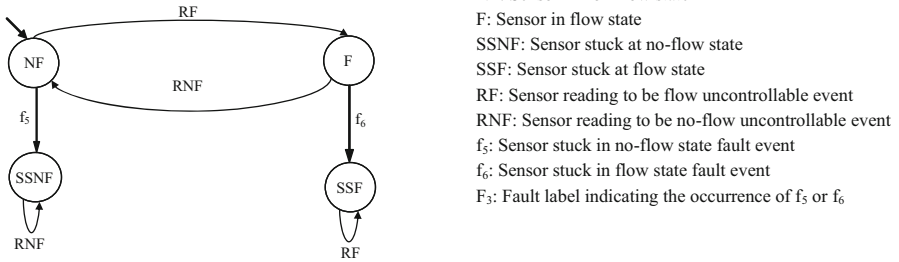 RF
NF
F
RNF
f5
f6
SSNF
SSF
RNF
RF
F: Sensor in flow state
SSNF: Sensor stuck at no-flow state
SSF: Sensor stuck at flow state
RF: Sensor reading to be flow uncontrollable event
RNF: Sensor reading to be no-flow uncontrollable event
f5: Sensor stuck in no-flow state fault event
f6: Sensor stuck in flow state fault event
F3: Fault label indicating the occurrence of f5 or f6